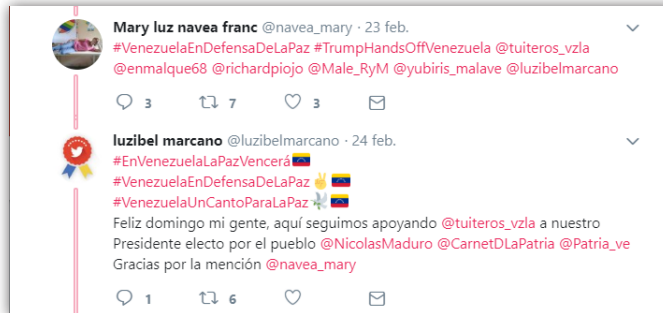 Mary luz navea franc @navea_mary · 23 feb.
#VenezuelaEnDefensaDeLaPaz #TrumpHandsOffVenezuela @tuiteros_vzla
@enmalque68 @richardpiojo @Male_RyM @yubiris_malave @luzibelmarcano
3 7 3
luzibel marcano @luzibelmarcano · 24 feb.
#EnVenezuelaLaPazVencerá🇻🇪
#VenezuelaEnDefensaDeLaPaz✌🇻🇪
#VenezuelaUnCantoParaLaPaz🕊🇻🇪
Feliz domingo mi gente, aquí seguimos apoyando @tuiteros_vzla a nuestro
Presidente electo por el pueblo @NicolasMaduro @CarnetDLaPatria @Patria_ve
Gracias por la mención @navea_mary
1 6